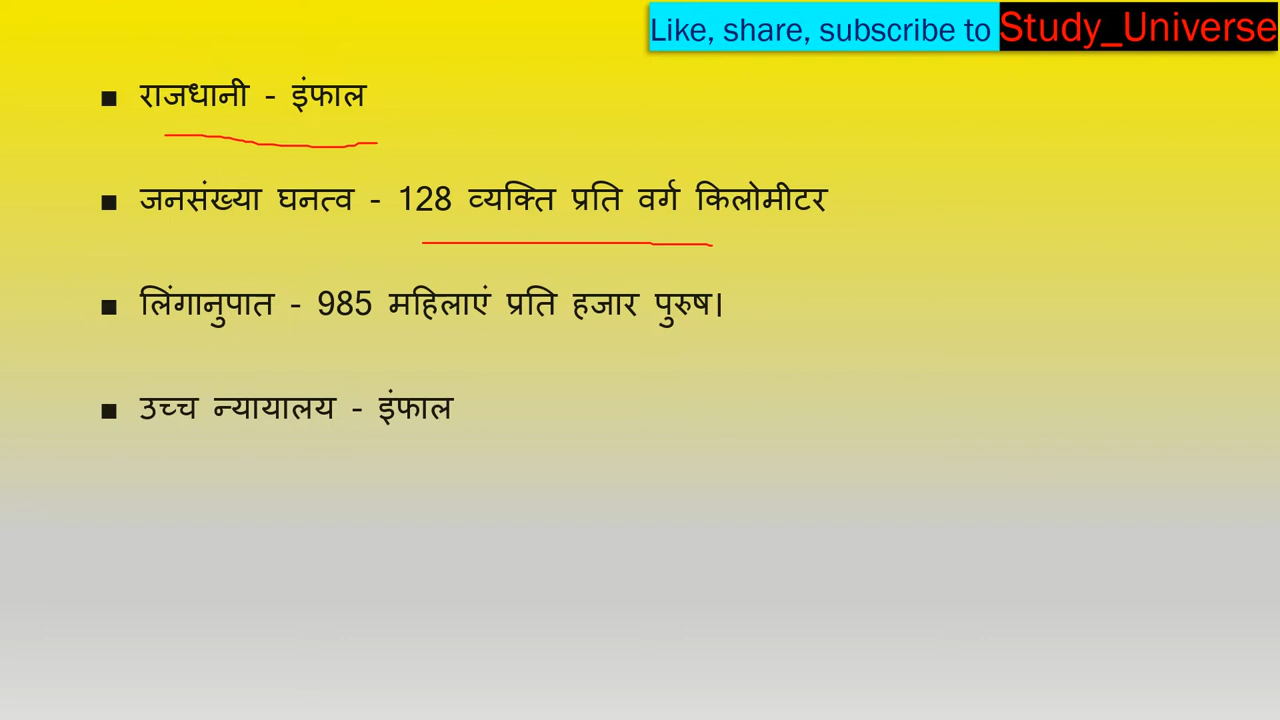 Like, share, subscribe to Study_Universe
▪ राजधानी - इंफाल
▪ जनसंख्या घनत्व - 128 व्यक्ति प्रति वर्ग किलोमीटर
▪ लिंगानुपात - 985 महिलाएं प्रति हजार पुरुष।
▪ उच्च न्यायालय - इंफाल